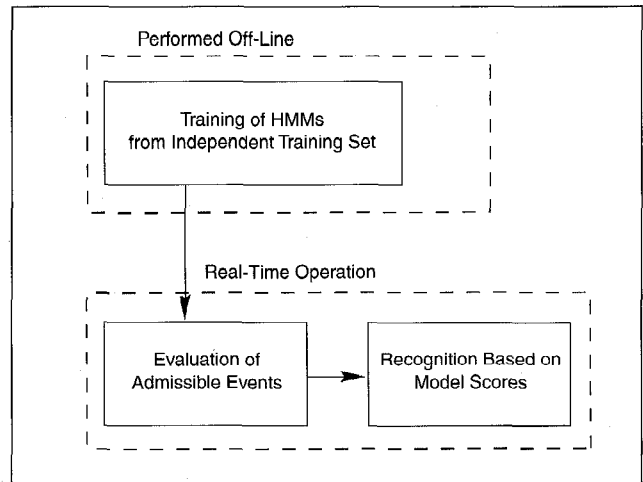 Performed Off-Line
Training of HMMs
from Independent Training Set
Real-Time Operation
Evaluation of
Admissible Events
Recognition Based on
Model Scores